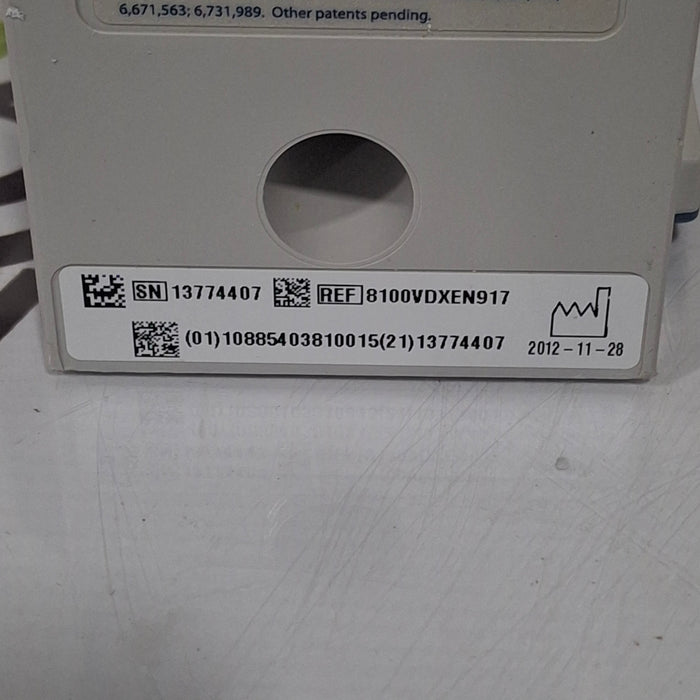 6,671,563; 6,731,989. Other patents pending.
SN 13774407 REF 8100VDXEN917
(01)10885403810015(21)13774407
2012-11-28